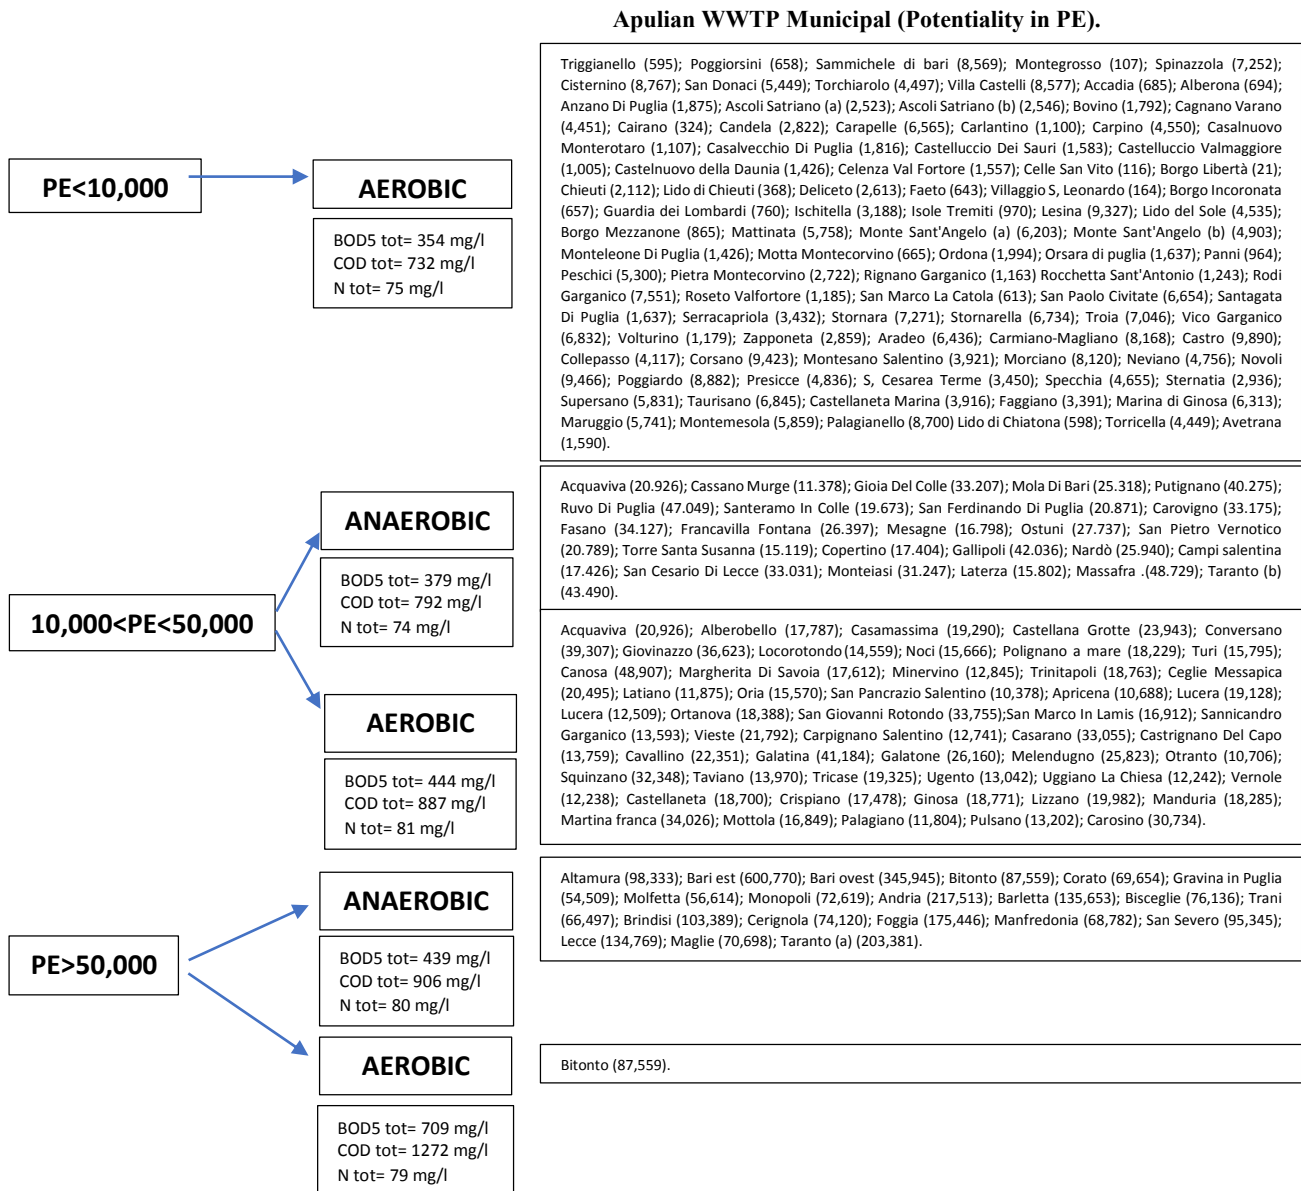 Apulian WWTP Municipal (Potentiality in PE).
PE<10,000
AEROBIC
BOD5 tot= 354 mg/l
COD tot= 732 mg/l
N tot= 75 mg/l
Triggianello (595); Poggiorsini (658); Sammichele di bari (8,569); Montegrosso (107); Spinazzola (7,252);
Cisternino (8,767); San Donaci (5,449); Torchiarolo (4,497); Villa Castelli (8,577); Accadia (685); Alberona (694);
Anzano Di Puglia (1,875); Ascoli Satriano (a) (2,523); Ascoli Satriano (b) (2,546); Bovino (1,792); Cagnano Varano
(4,451); Cairano (324); Candela (2,822); Carapelle (6,565); Carlantino (1,100); Carpino (4,550); Casalnuovo
Monterotaro (1,107); Casalvecchio Di Puglia (1,816); Castelluccio Dei Sauri (1,583); Castelluccio Valmaggiore
(1,005); Castelnuovo della Daunia (1,426); Celenza Val Fortore (1,557); Celle San Vito (116); Borgo Libertà (21);
Chieuti (2,112); Lido di Chieuti (368); Deliceto (2,613); Faeto (643); Villaggio S, Leonardo (164); Borgo Incoronata
(657); Guardia dei Lombardi (760); Ischitella (3,188); Isole Tremiti (970); Lesina (9,327); Lido del Sole (4,535);
Borgo Mezzanone (865); Mattinata (5,758); Monte Sant'Angelo (a) (6,203); Monte Sant'Angelo (b) (4,903);
Monteleone Di Puglia (1,426); Motta Montecorvino (665); Ordona (1,994); Orsara di puglia (1,637); Panni (964);
Peschici (5,300); Pietra Montecorvino (2,722); Rignano Garganico (1,163) Rocchetta Sant'Antonio (1,243); Rodi
Garganico (7,551); Roseto Valfortore (1,185); San Marco La Catola (613); San Paolo Civitate (6,654); Santagata
Di Puglia (1,637); Serracapriola (3,432); Stornara (7,271); Stornarella (6,734); Troia (7,046); Vico Garganico
(6,832); Volturino (1,179); Zapponeta (2,859); Aradeo (6,436); Carmiano-Magliano (8,168); Castro (9,890);
Collepasso (4,117); Corsano (9,423); Montesano Salentino (3,921); Morciano (8,120); Neviano (4,756); Novoli
(9,466); Poggiardo (8,882); Presicce (4,836); S, Cesarea Terme (3,450); Specchia (4,655); Sternatia (2,936);
Supersano (5,831); Taurisano (6,845); Castellaneta Marina (3,916); Faggiano (3,391); Marina di Ginosa (6,313);
Maruggio (5,741); Montemesola (5,859); Palagianello (8,700) Lido di Chiatona (598); Torricella (4,449); Avetrana
(1,590).
10,000<PE<50,000
ANAEROBIC
BOD5 tot= 379 mg/l
COD tot= 792 mg/l
N tot= 74 mg/l
Acquaviva (20.926); Cassano Murge (11.378); Gioia Del Colle (33.207); Mola Di Bari (25.318); Putignano (40.275);
Ruvo Di Puglia (47.049); Santeramo In Colle (19.673); San Ferdinando Di Puglia (20.871); Carovigno (33.175);
Fasano (34.127); Francavilla Fontana (26.397); Mesagne (16.798); Ostuni (27.737); San Pietro Vernotico
(20.789); Torre Santa Susanna (15.119); Copertino (17.404); Gallipoli (42.036); Nardò (25.940); Campi salentina
(17.426); San Cesario Di Lecce (33.031); Monteiasi (31.247); Laterza (15.802); Massafra .(48.729); Taranto (b)
(43.490).
AEROBIC
BOD5 tot= 444 mg/l
COD tot= 887 mg/l
N tot= 81 mg/l
Acquaviva (20,926); Alberobello (17,787); Casamassima (19,290); Castellana Grotte (23,943); Conversano
(39,307); Giovinazzo (36,623); Locorotondo (14,559); Noci (15,666); Polignano a mare (18,229); Turi (15,795);
Canosa (48,907); Margherita Di Savoia (17,612); Minervino (12,845); Trinitapoli (18,763); Ceglie Messapica
(20,495); Latiano (11,875); Oria (15,570); San Pancrazio Salentino (10,378); Apricena (10,688); Lucera (19,128);
Lucera (12,509); Ortanova (18,388); San Giovanni Rotondo (33,755);San Marco In Lamis (16,912); Sannicandro
Garganico (13,593); Vieste (21,792); Carpignano Salentino (12,741); Casarano (33,055); Castrignano Del Capo
(13,759); Cavallino (22,351); Galatina (41,184); Galatone (26,160); Melendugno (25,823); Otranto (10,706);
Squinzano (32,348); Taviano (13,970); Tricase (19,325); Ugento (13,042); Uggiano La Chiesa (12,242); Vernole
(12,238); Castellaneta (18,700); Crispiano (17,478); Ginosa (18,771); Lizzano (19,982); Manduria (18,285);
Martina franca (34,026); Mottola (16,849); Palagiano (11,804); Pulsano (13,202); Carosino (30,734).
PE>50,000
ANAEROBIC
BOD5 tot= 439 mg/l
COD tot= 906 mg/l
N tot= 80 mg/l
Altamura (98,333); Bari est (600,770); Bari ovest (345,945); Bitonto (87,559); Corato (69,654); Gravina in Puglia
(54,509); Molfetta (56,614); Monopoli (72,619); Andria (217,513); Barletta (135,653); Bisceglie (76,136); Trani
(66,497); Brindisi (103,389); Cerignola (74,120); Foggia (175,446); Manfredonia (68,782); San Severo (95,345);
Lecce (134,769); Maglie (70,698); Taranto (a) (203,381).
AEROBIC
BOD5 tot= 709 mg/l
COD tot= 1272 mg/l
N tot= 79 mg/l
Bitonto (87,559).